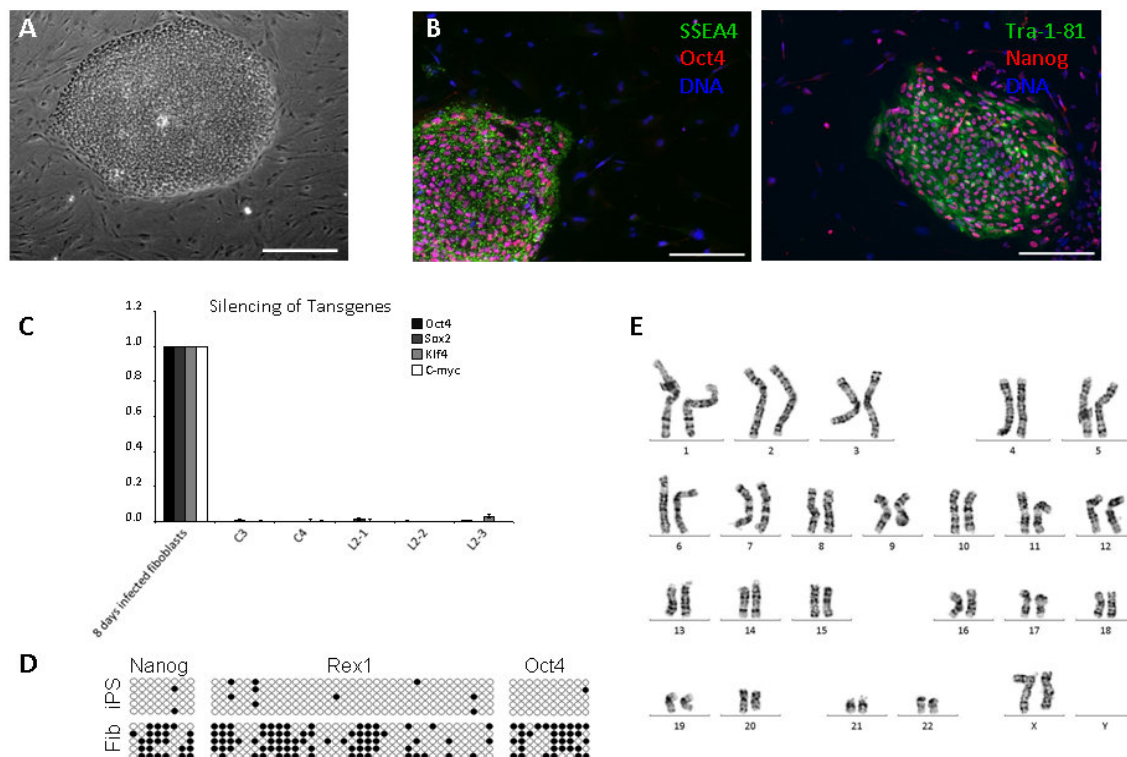 A
B
SSEA4
Oct4
DNA
Tra-1-81
Nanog
DNA
C
Silencing of Tansgenes
1.2
1.0
0.8
0.6
0.4
0.2
0.0
Oct4
Sox2
Klf4
C-myc
8 days infected fiboblasts
C3
C4
L2-1
L2-2
L2-3
D
Nanog
Rex1
Oct4
iPS
Fib
E
1 2 3 4 5
6 7 8 9 10 11 12
13 14 15 16 17 18
19 20 21 22 X Y